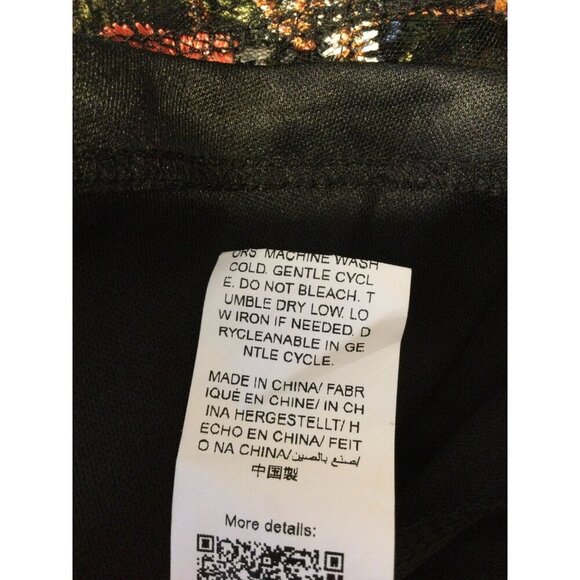 ORS. MACHINE WASH
COLD. GENTLE CYCL
E. DO NOT BLEACH. T
UMBLE DRY LOW. LO
W IRON IF NEEDED. D
RYCLEANABLE IN GE
NTLE CYCLE.
MADE IN CHINA/ FABR
IQUÉ EN CHINE/ IN CH
INA HERGESTELLT/ H
ECHO EN CHINA/ FEIT
O NA CHINA/صنع بالصين/
中国製
More details: